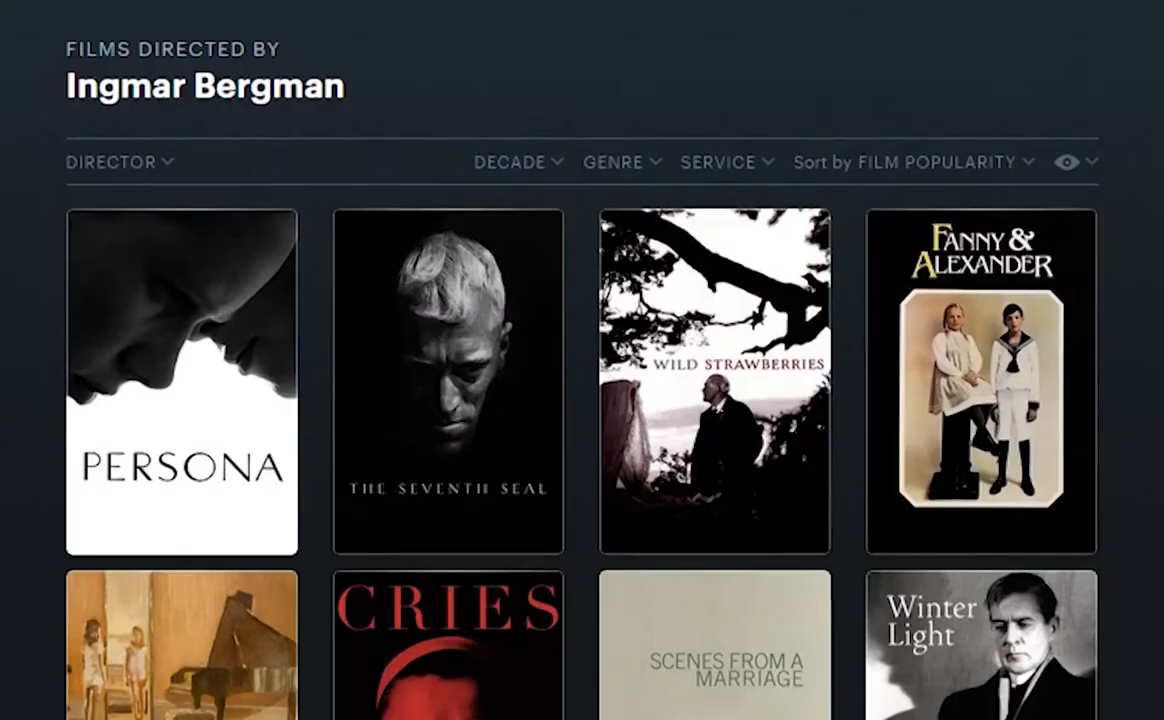 FILMS DIRECTED BY
Ingmar Bergman
DIRECTOR
DECADE GENRE SERVICE Sort by FILM POPULARITY
PERSONA
THE SEVENTH SEAL
WILD STRAWBERRIES
FANNY &
ALEXANDER
CRIES
SCENES FROM A
MARRIAGE
Winter
Light